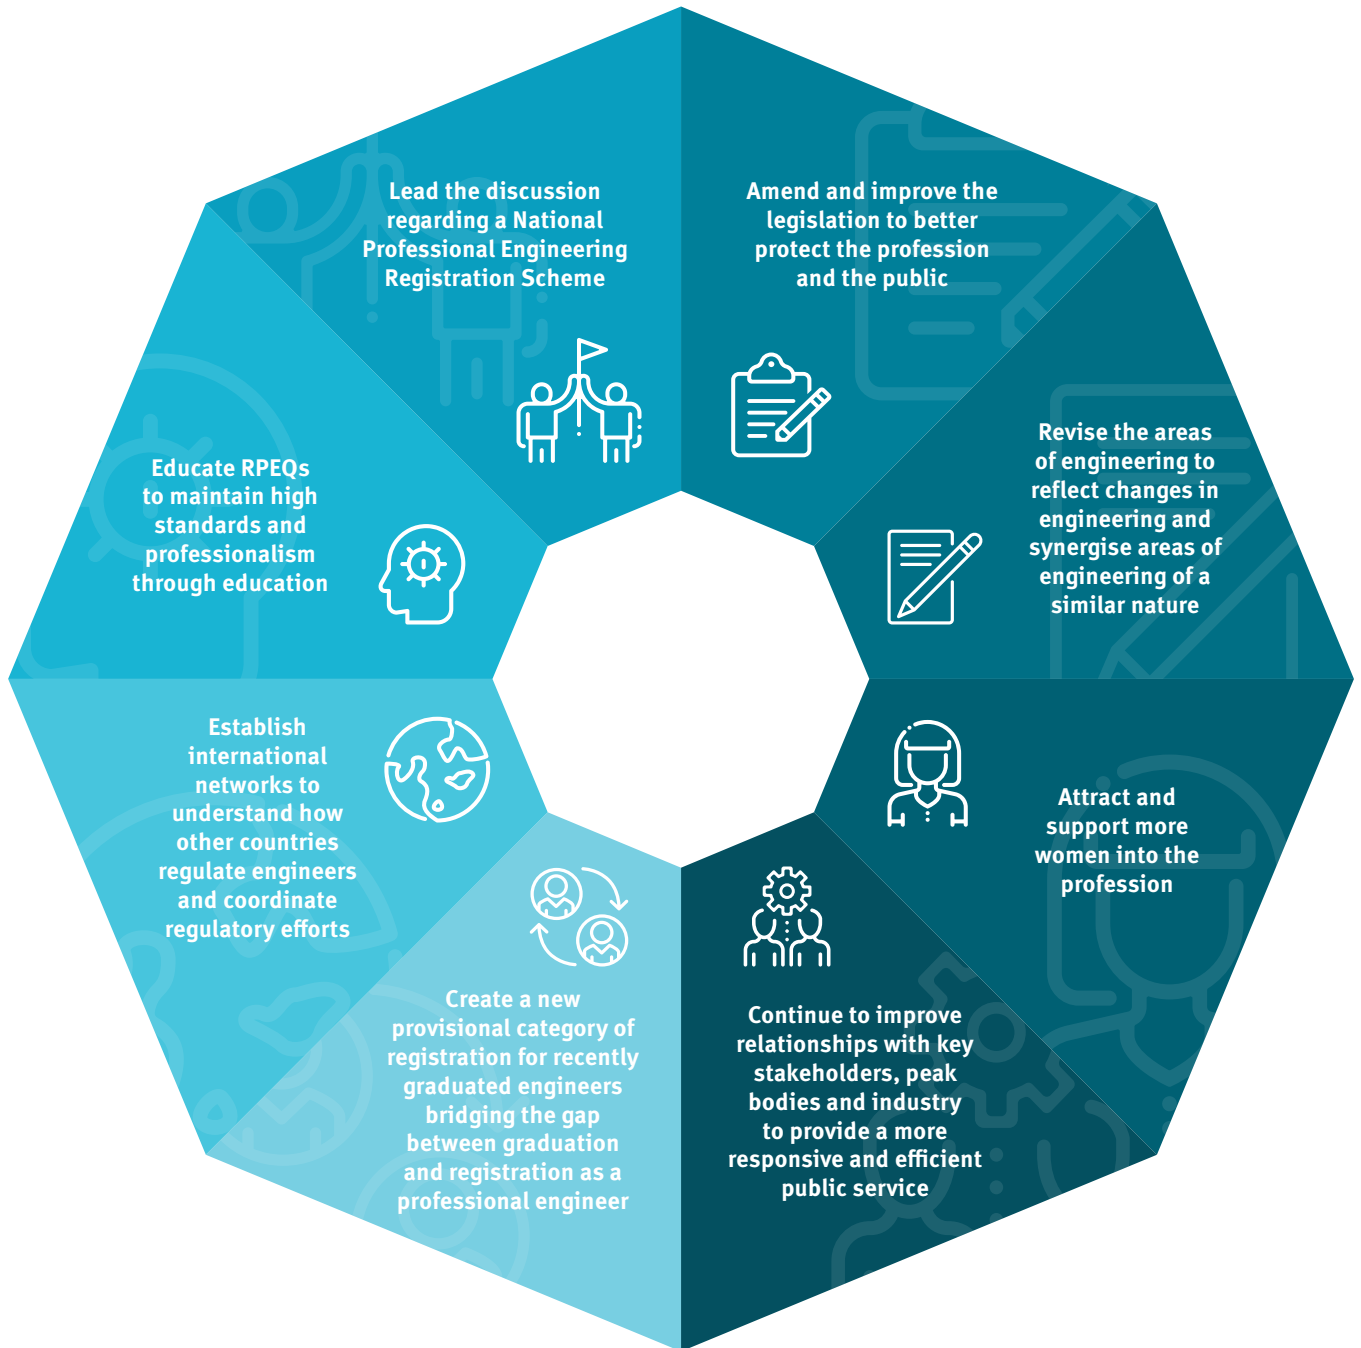 Lead the discussion
regarding a National
Professional Engineering
Registration Scheme
Amend and improve the
legislation to better
protect the profession
and the public
Revise the areas
of engineering to
reflect changes in
engineering and
synergise areas of
engineering of a
similar nature
Attract and
support more
women into the
profession
Continue to improve
relationships with key
stakeholders, peak
bodies and industry
to provide a more
responsive and efficient
public service
Create a new
provisional category of
registration for recently
graduated engineers
bridging the gap
between graduation
and registration as a
professional engineer
Establish
international
networks to
understand how
other countries
regulate engineers
and coordinate
regulatory efforts
Educate RPEQs
to maintain high
standards and
professionalism
through education